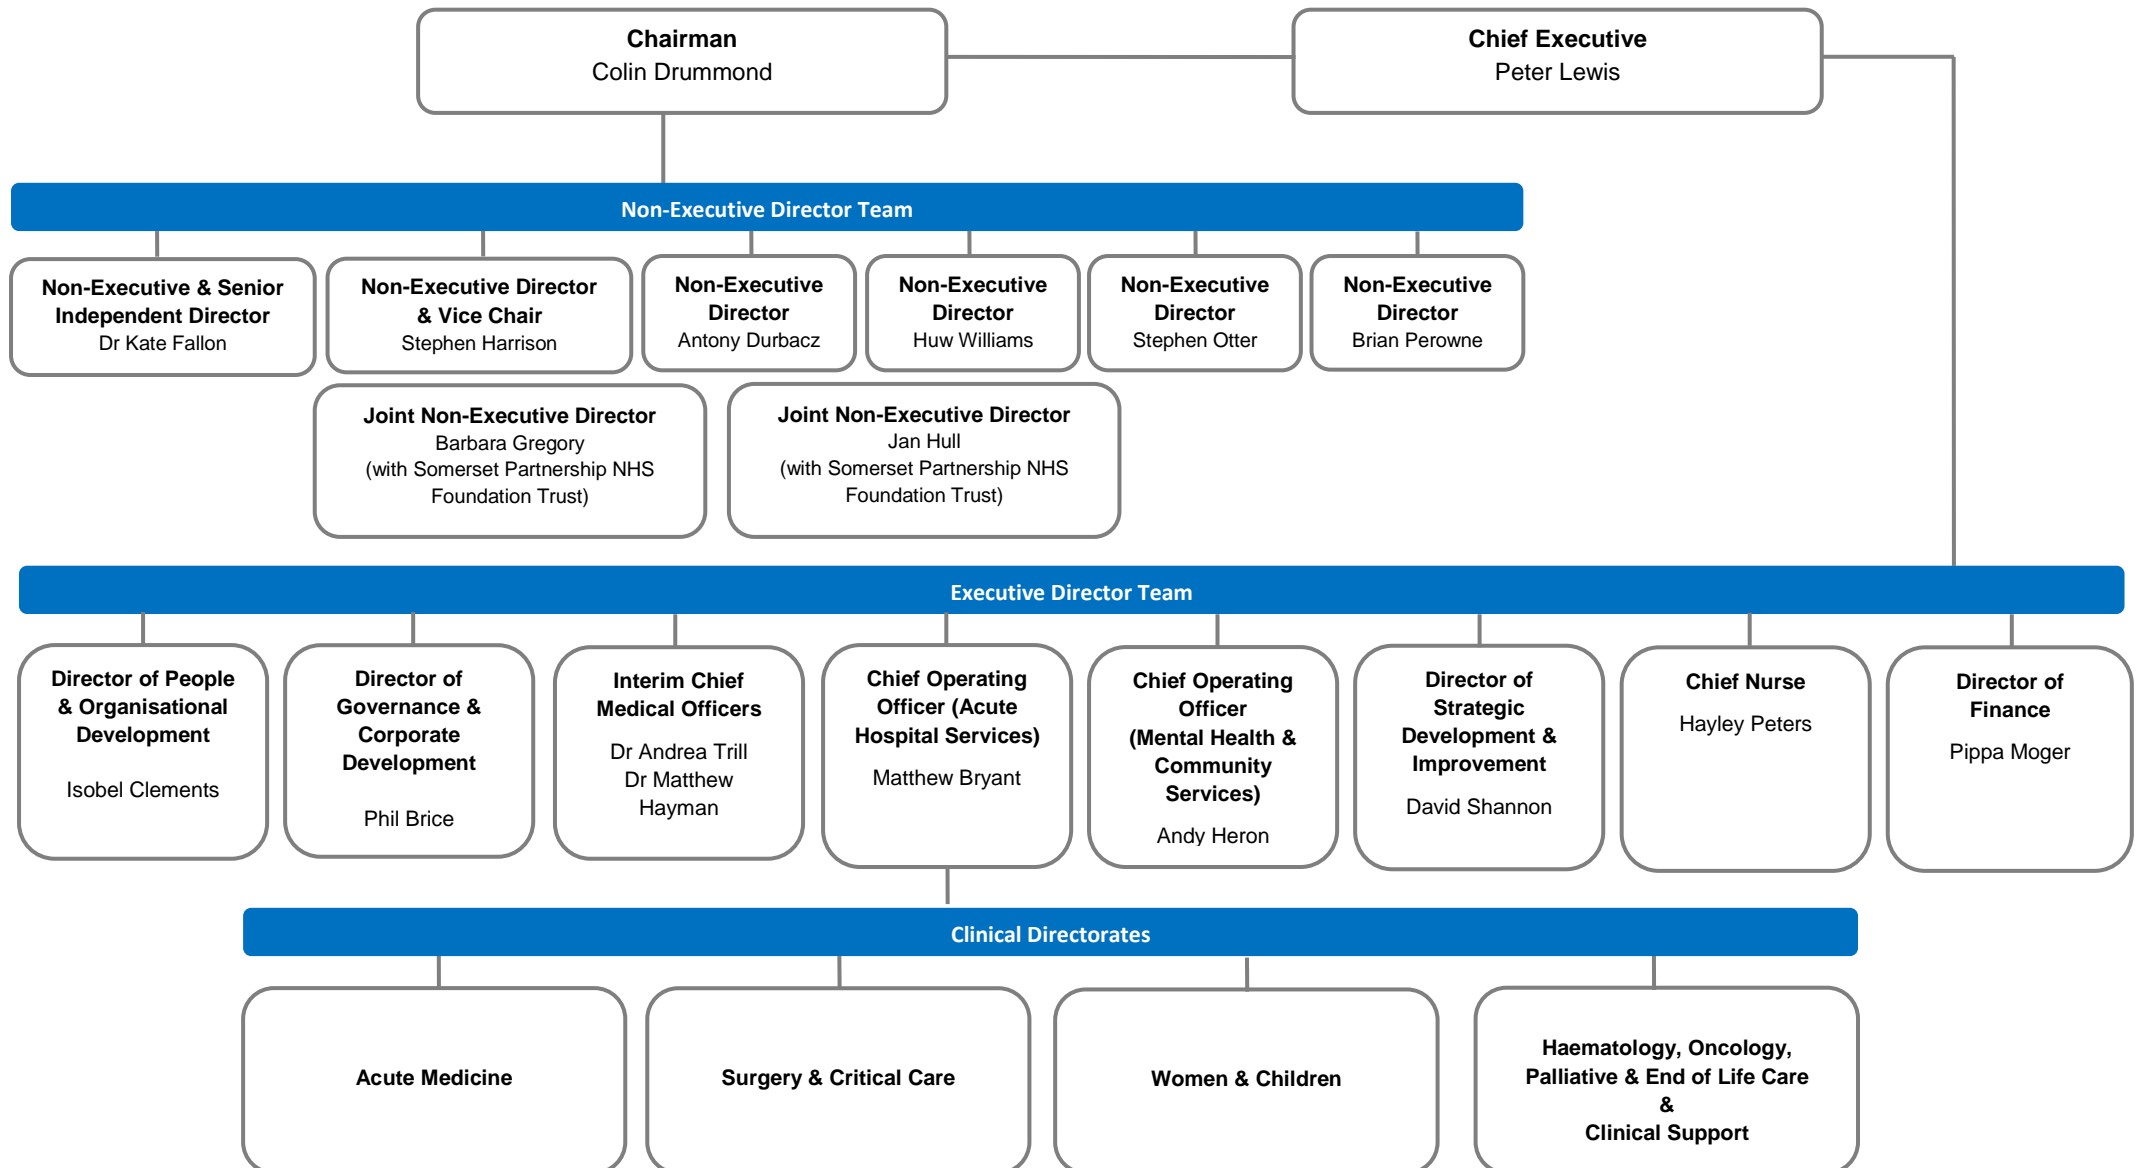 Chairman
Colin Drummond
Chief Executive
Peter Lewis
Non-Executive Director Team
Non-Executive & Senior
Independent Director
Dr Kate Fallon
Non-Executive Director
& Vice Chair
Stephen Harrison
Non-Executive
Director
Antony Durbacz
Non-Executive
Director
Huw Williams
Non-Executive
Director
Stephen Otter
Non-Executive
Director
Brian Perowne
Joint Non-Executive Director
Barbara Gregory
(with Somerset Partnership NHS
Foundation Trust)
Joint Non-Executive Director
Jan Hull
(with Somerset Partnership NHS
Foundation Trust)
Executive Director Team
Director of People
& Organisational
Development
Isobel Clements
Director of
Governance &
Corporate
Development
Phil Brice
Interim Chief
Medical Officers
Dr Andrea Trill
Dr Matthew
Hayman
Chief Operating
Officer (Acute
Hospital Services)
Matthew Bryant
Chief Operating
Officer
(Mental Health &
Community
Services)
Andy Heron
Director of
Strategic
Development &
Improvement
David Shannon
Chief Nurse
Hayley Peters
Director of
Finance
Pippa Moger
Clinical Directorates
Acute Medicine
Surgery & Critical Care
Women & Children
Haematology, Oncology,
Palliative & End of Life Care
&
Clinical Support